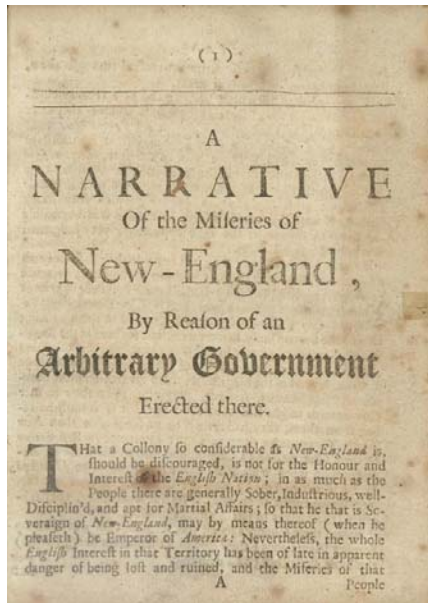 (1)
A
NARRATIVE
Of the Miſeries of
New-England,
By Reaſon of an
Arbitrary Government
Erected there.
THat a Collony ſo conſiderable as New-England is,
ſhould be diſcouraged, is not for the Honour and
Intereſt of the Engliſh Nation; in as much as the
People there are generally Sober, Induſtrious, well-
Diſciplin'd, and apt for Martial Affairs; ſo that he that is So-
veraign of New-England, may by means thereof (when he
pleaſeth) be Emperor of America: Nevertheleſs, the whole
Engliſh Intereſt in that Territory has been of late in apparent
danger of being loſt and ruined, and the Miſeries of that
A People